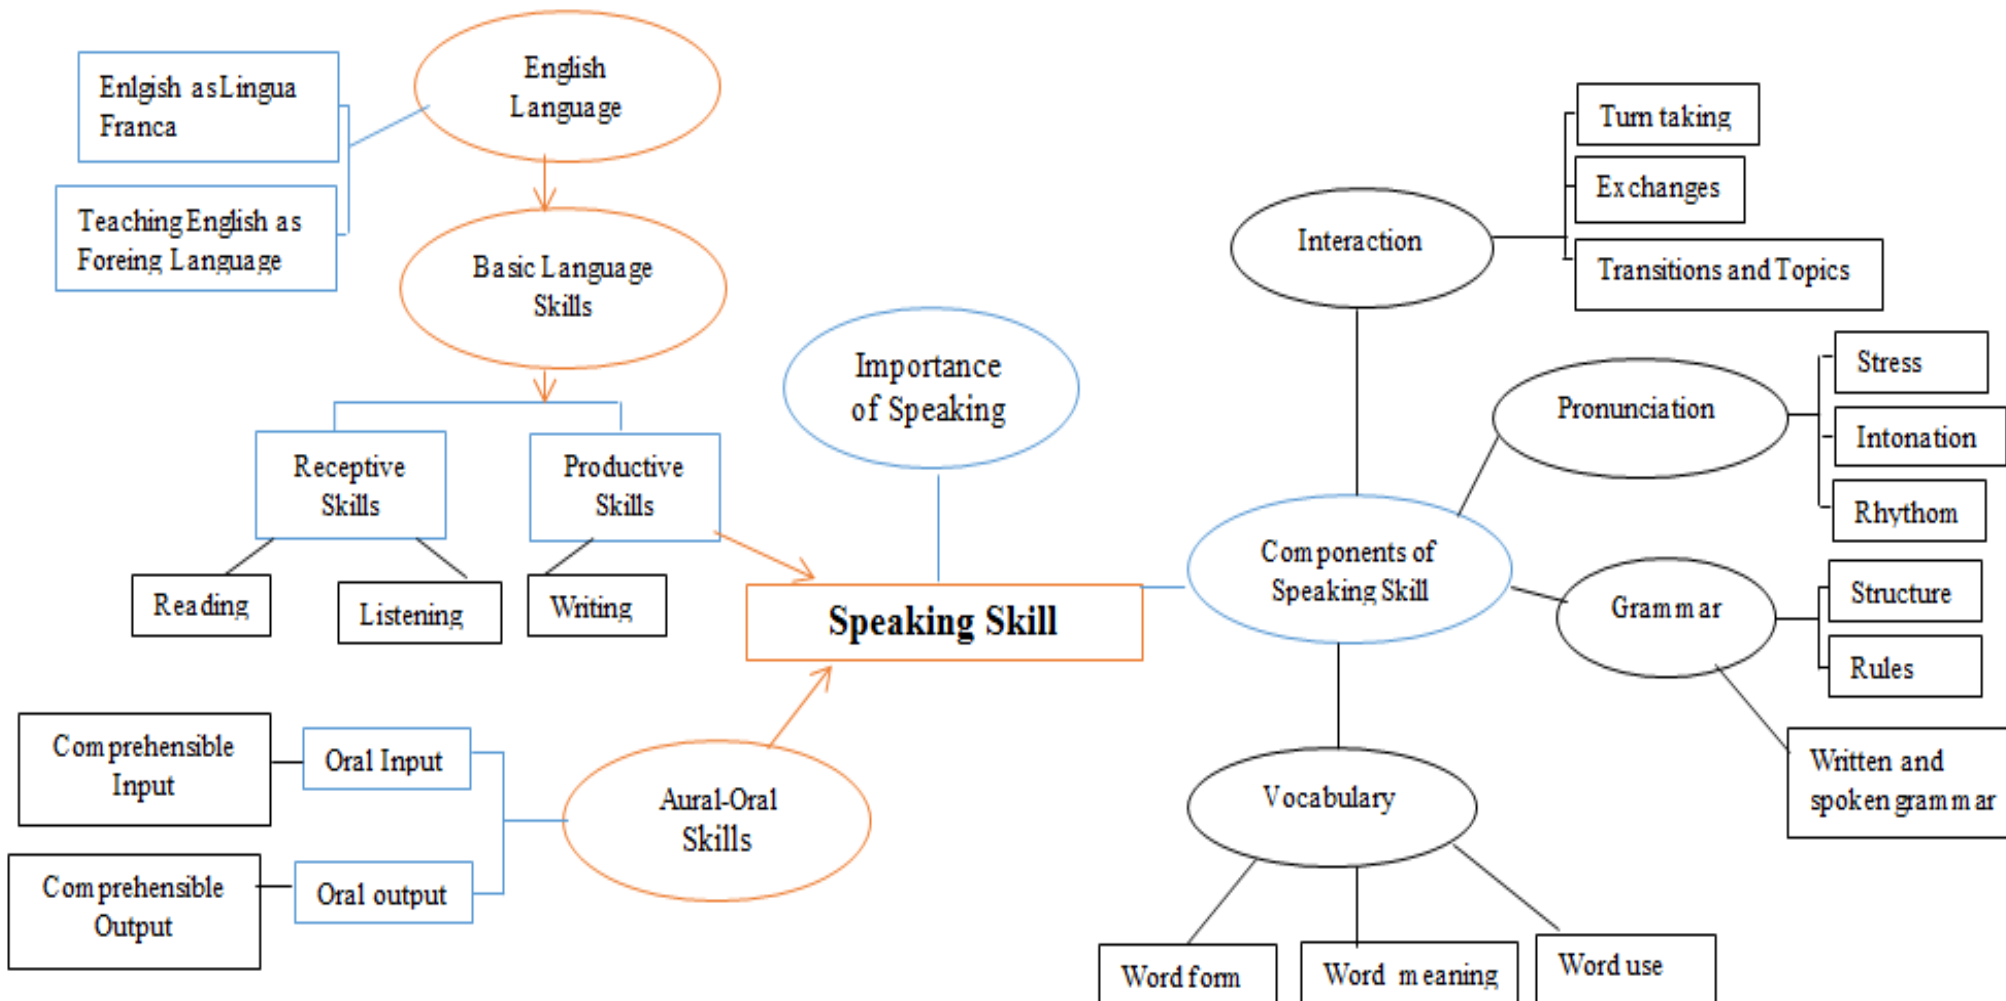 English
Language
Enlgish as Lingua
Franca
Teaching English as
Foreing Language
Basic Language
Skills
Receptive
Skills
Productive
Skills
Reading
Listening
Writing
Importance
of Speaking
Speaking Skill
Aural-Oral
Skills
Oral Input
Comprehensible
Input
Oral output
Comprehensible
Output
Components of
Speaking Skill
Interaction
Turn taking
Exchanges
Transitions and Topics
Pronunciation
Stress
Intonation
Rhythom
Grammar
Structure
Rules
Written and
spoken grammar
Vocabulary
Word form
Word meaning
Word use